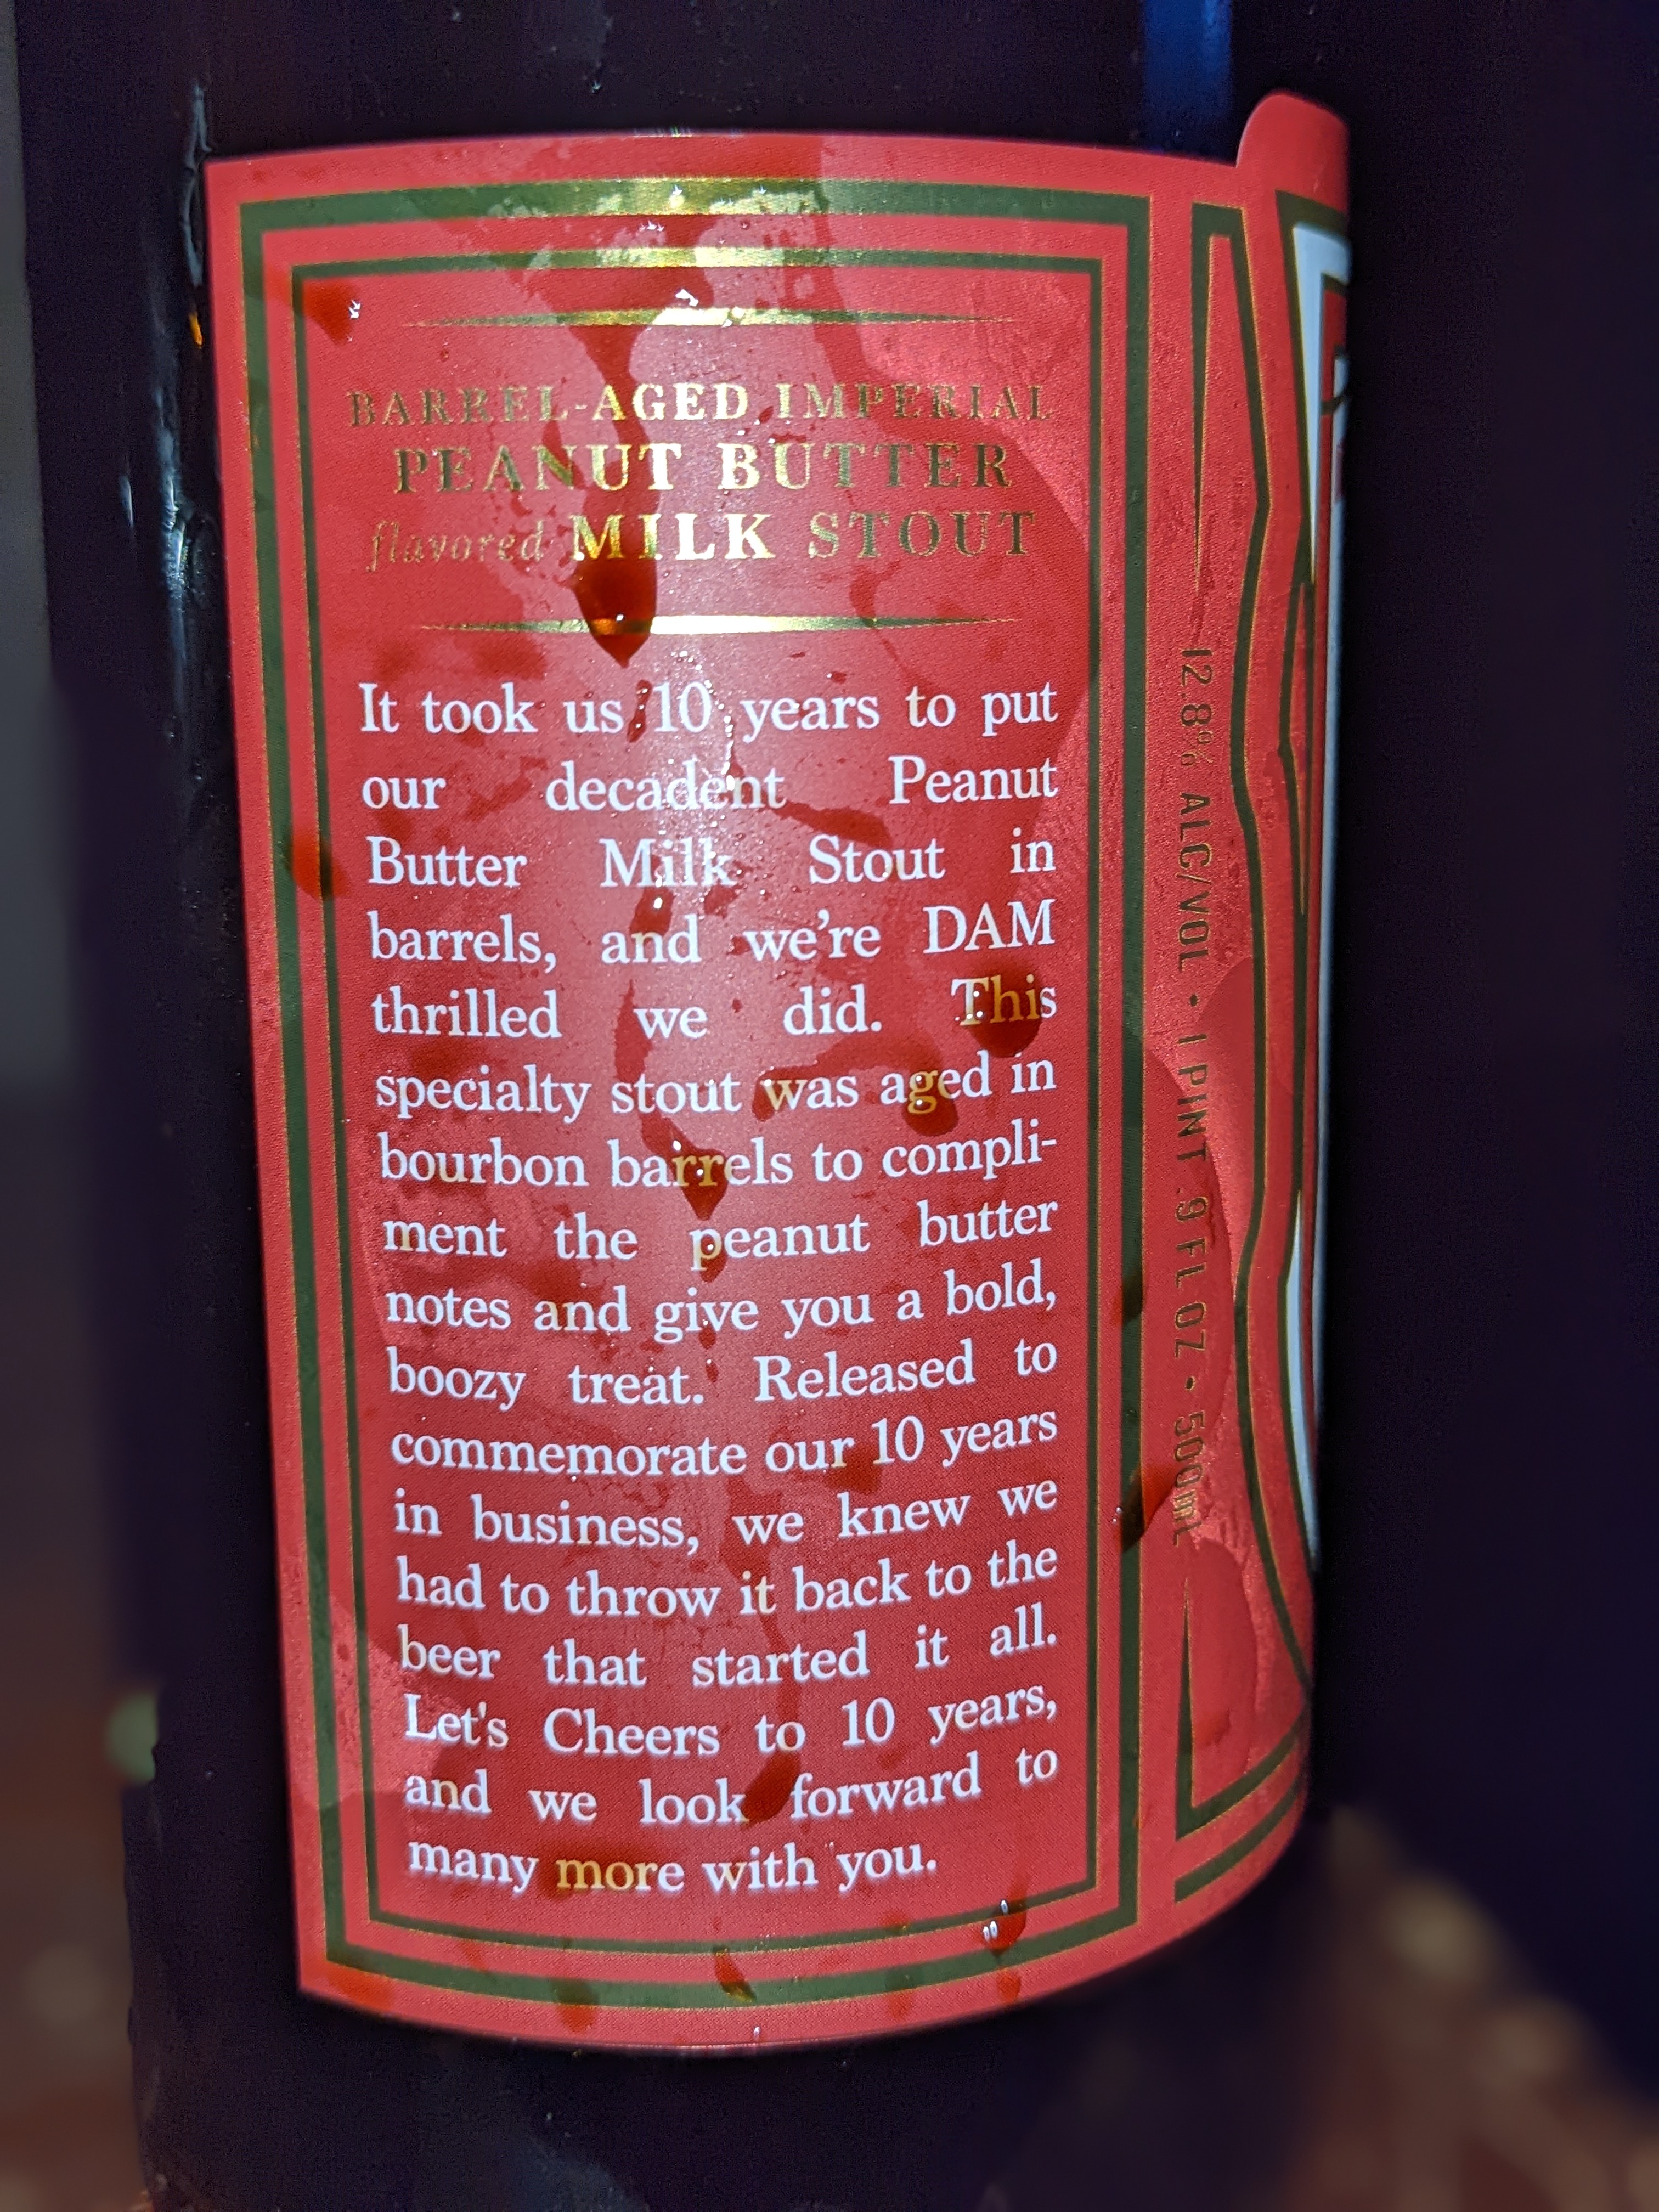 BARREL-AGED IMPERIAL
PEANUT BUTTER
flavored MILK STOUT
It took us 10 years to put
our decadent Peanut
Butter Milk Stout in
barrels, and we're DAM
thrilled we did. This
specialty stout was aged in
bourbon barrels to compli-
ment the peanut butter
notes and give you a bold,
boozy treat. Released to
commemorate our 10 years
in business, we knew we
had to throw it back to the
beer that started it all.
Let's Cheers to 10 years,
and we look forward to
many more with you.
12.8% ALC/VOL • 1 PINT .9 FL OZ • 500mL